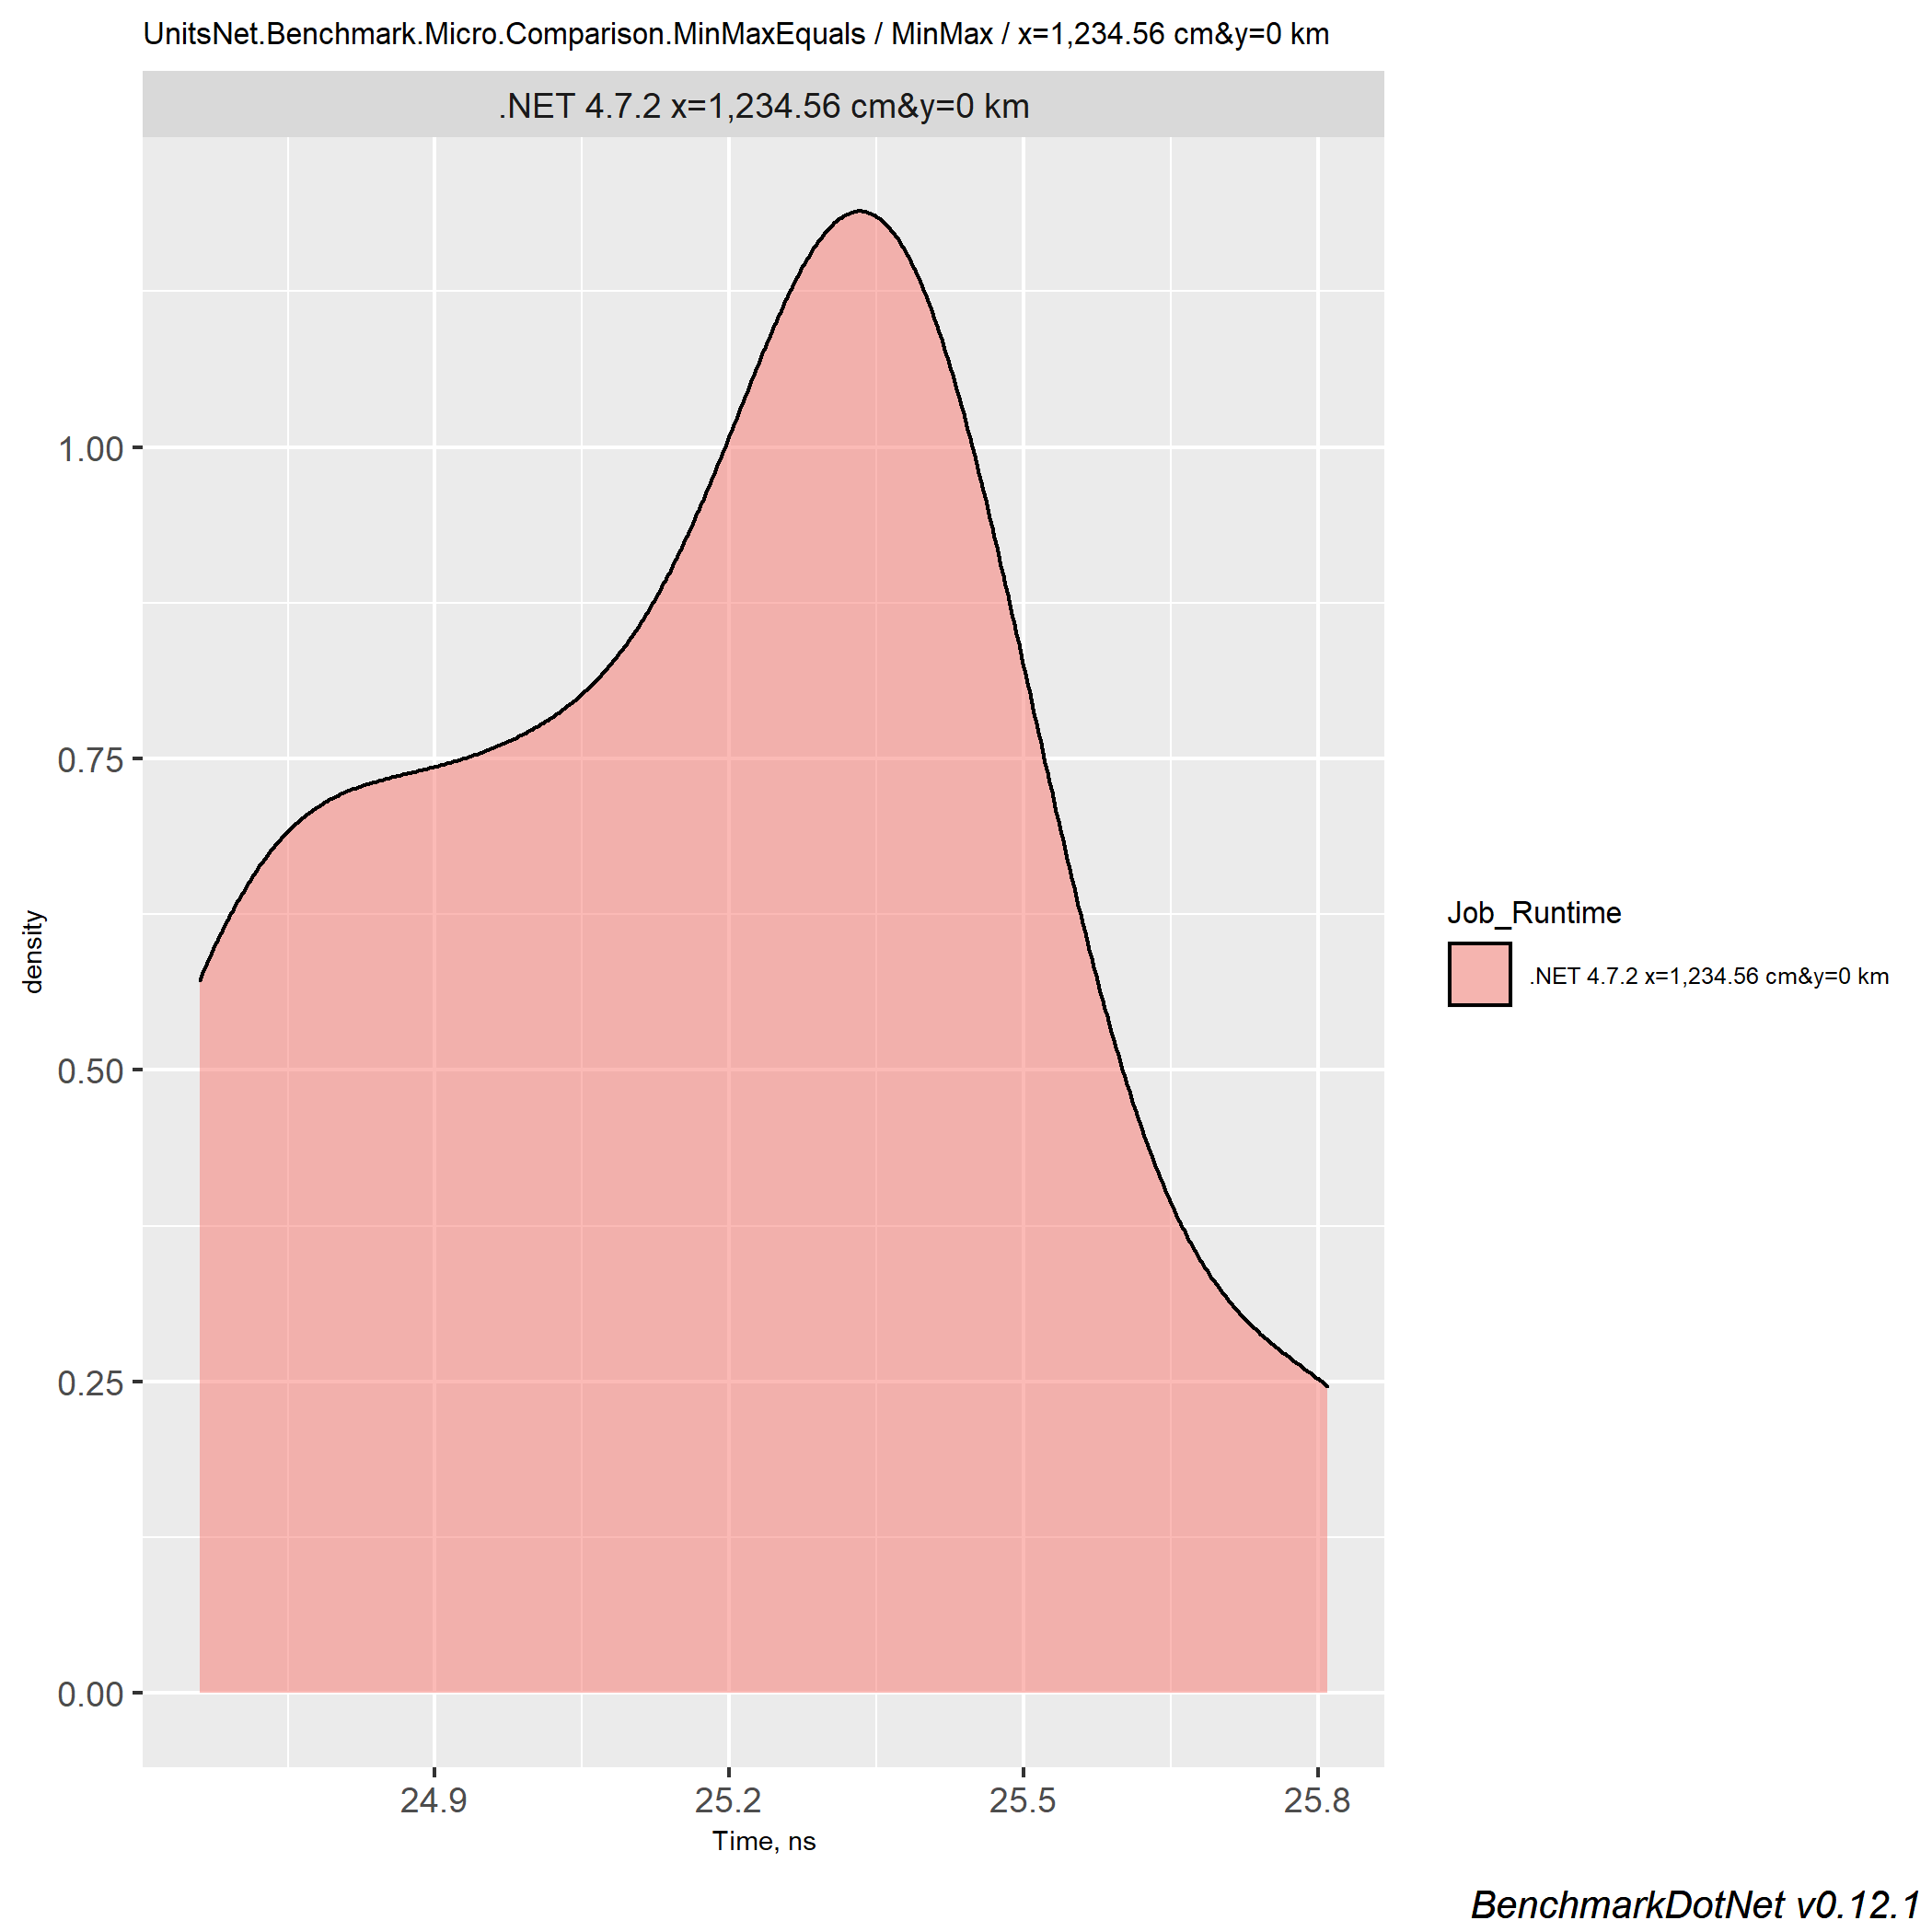 UnitsNet.Benchmark.Micro.Comparison.MinMaxEquals / MinMax / x=1,234.56 cm&y=0 km
.NET 4.7.2 x=1,234.56 cm&y=0 km
1.00
0.75
0.50
0.25
0.00
density
24.9 25.2 25.5 25.8
Time, ns
Job_Runtime
.NET 4.7.2 x=1,234.56 cm&y=0 km
BenchmarkDotNet v0.12.1